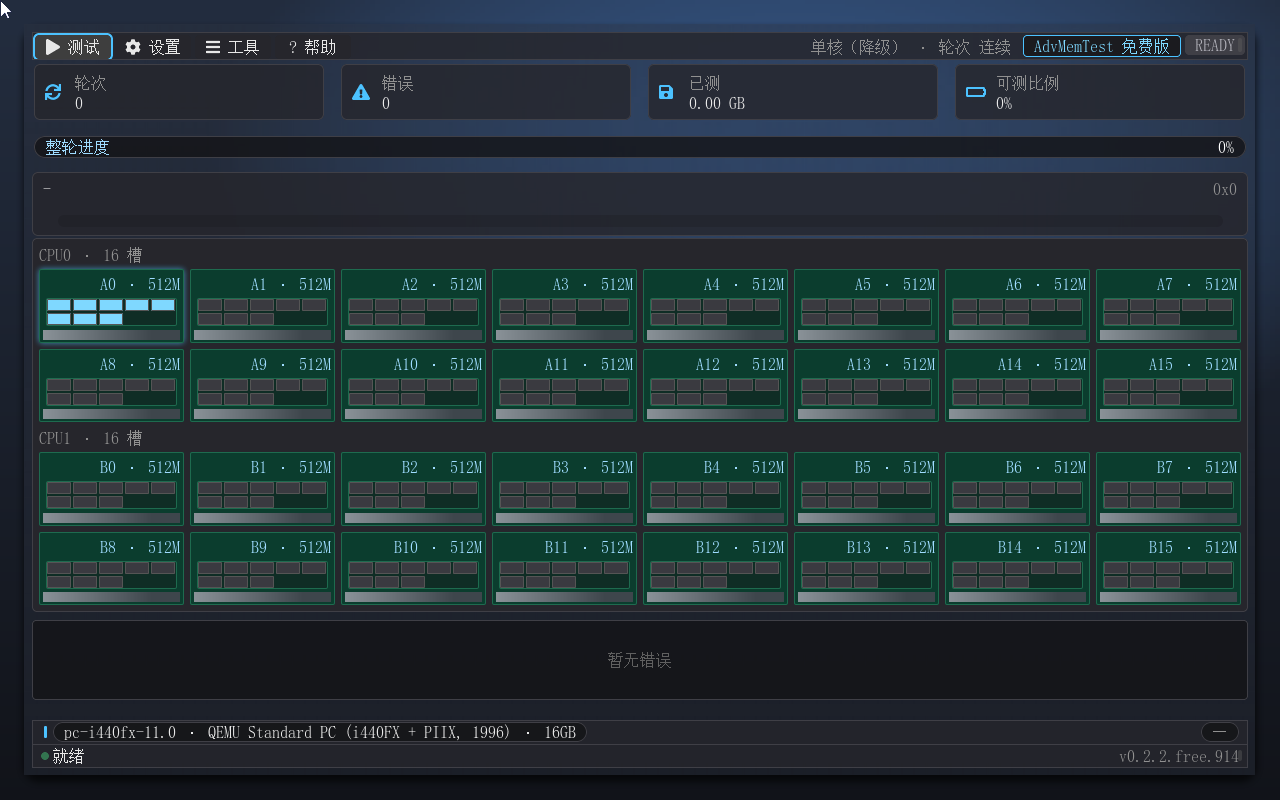 测试 设置 工具 ? 帮助 单核（降级） · 轮次 连续 AdvMemTest 免费版 READY
轮次 错误 已测 可测比例
0 0 0.00 GB 0%
整轮进度 0%
- 0x0
CPU0 · 16 槽
A0 · 512M A1 · 512M A2 · 512M A3 · 512M A4 · 512M A5 · 512M A6 · 512M A7 · 512M
A8 · 512M A9 · 512M A10 · 512M A11 · 512M A12 · 512M A13 · 512M A14 · 512M A15 · 512M
CPU1 · 16 槽
B0 · 512M B1 · 512M B2 · 512M B3 · 512M B4 · 512M B5 · 512M B6 · 512M B7 · 512M
B8 · 512M B9 · 512M B10 · 512M B11 · 512M B12 · 512M B13 · 512M B14 · 512M B15 · 512M
暂无错误
pc-i440fx-11.0 · QEMU Standard PC (i440FX + PIIX, 1996) · 16GB —
就绪 v0.2.2.free.914